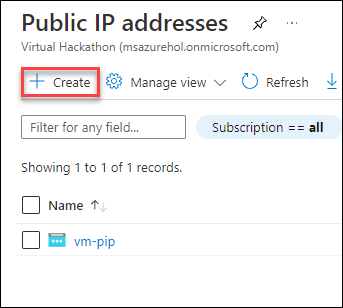 Public IP addresses
Virtual Hackathon (msazurehol.onmicrosoft.com)
Create Manage view Refresh
Filter for any field... Subscription == all
Showing 1 to 1 of 1 records.
Name
vm-pip